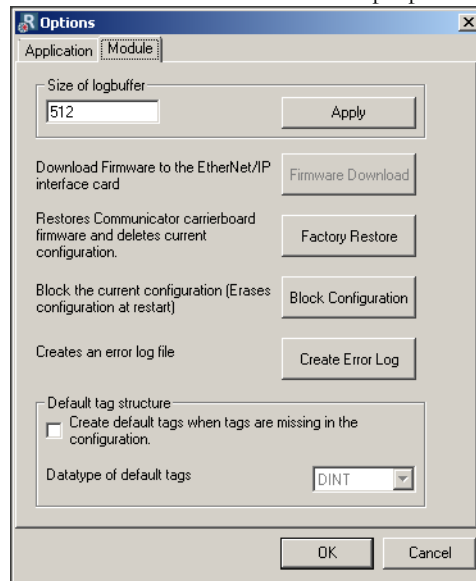 Options
Application Module
Size of logbuffer
512 Apply
Download Firmware to the EtherNet/IP
interface card
Firmware Download
Restores Communicator carrierboard
firmware and deletes current
configuration.
Factory Restore
Block the current configuration (Erases
configuration at restart)
Block Configuration
Creates an error log file
Create Error Log
Default tag structure
Create default tags when tags are missing in the
configuration.
Datatype of default tags
DINT
OK Cancel